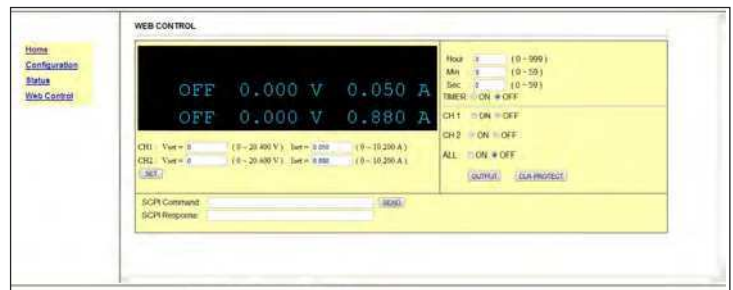 WEB CONTROL
Home
Configuration
Status
Web Control
OFF 0.000 V 0.050 A
OFF 0.000 V 0.880 A
CH1 : Vset = 0 ( 0 ~ 20.400 V ) Iset = 0.050 ( 0 ~ 10.200 A )
CH2 : Vset = 0 ( 0 ~ 20.400 V ) Iset = 0.880 ( 0 ~ 10.200 A )
SET
Hour 0 ( 0 ~ 999 )
Min 0 ( 0 ~ 59 )
Sec 0 ( 0 ~ 59 )
TIMER ON OFF
CH 1 ON OFF
CH 2 ON OFF
ALL ON OFF
OUTPUT CLR-PROTECT
SCPI Command: SEND
SCPI Response: